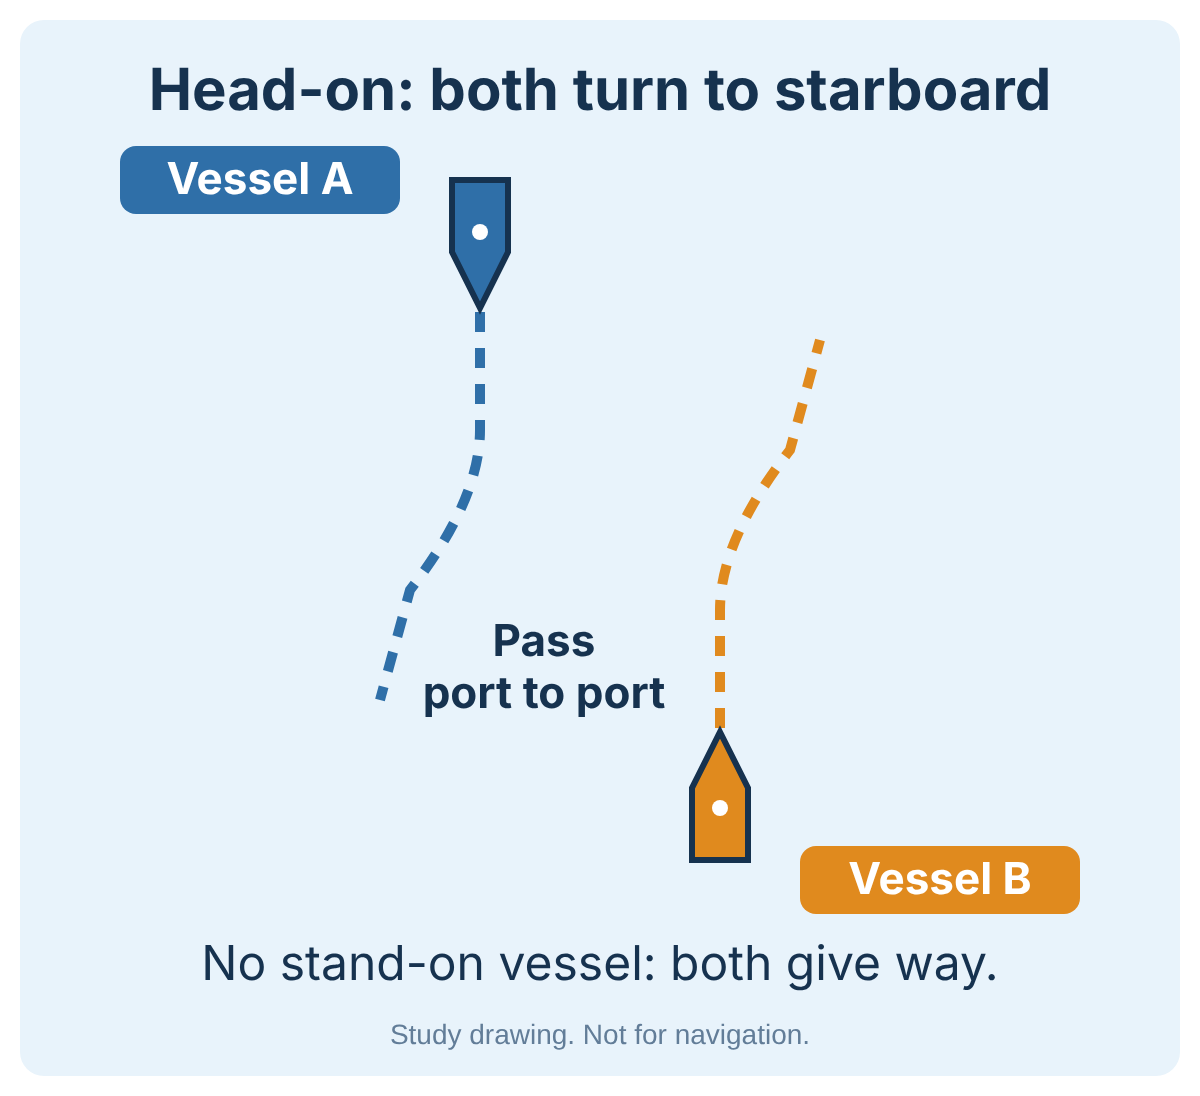 Head-on: both turn to starboard
Vessel A
Pass
port to port
Vessel B
No stand-on vessel: both give way.
Study drawing. Not for navigation.